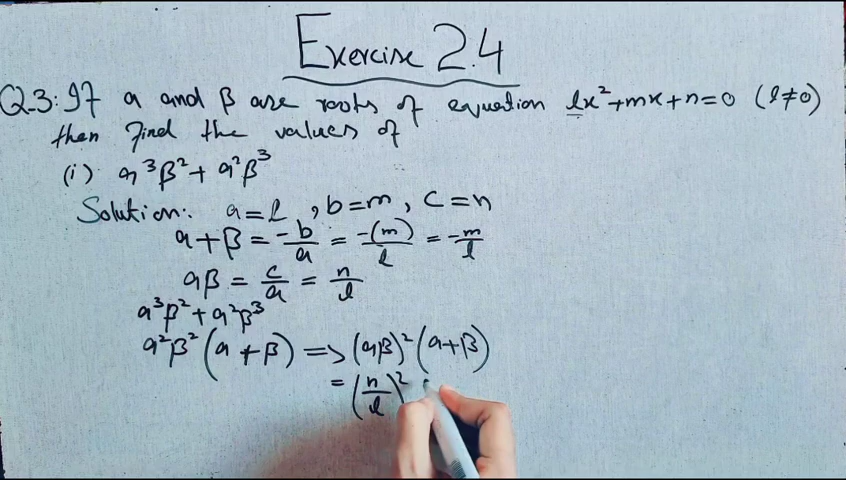 Exercise 2.4
Q.3: If α and β are roots of equation lx²+mx+n=0 (l≠0)
then find the values of
(i) α³β²+α²β³
Solution: a=l, b=m, c=n
α+β = -b/a = -(m)/l = -m/l
αβ = c/a = n/l
α³β²+α²β³
α²β²(α+β) => (αβ)²(α+β)
= (n/l)²